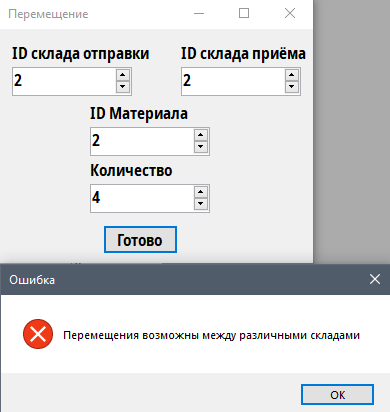 Перемещение
ID склада отправки ID склада приёма
2 2
ID Материала
2
Количество
4
Готово
Ошибка
Перемещения возможны между различными складами
OK